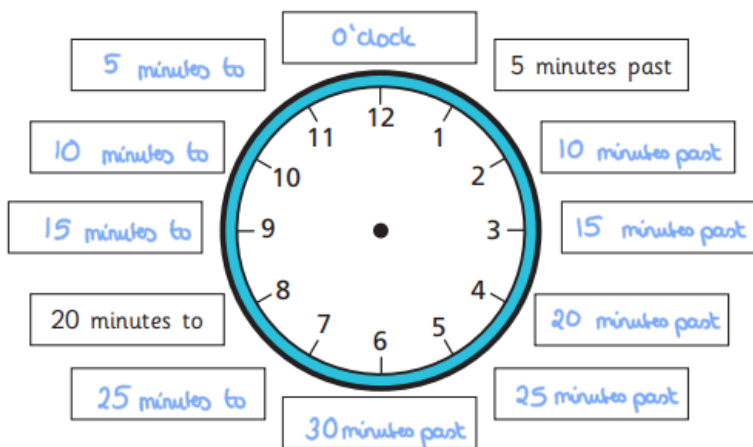 O'clock
5 minutes to
5 minutes past
12
11
1
10 minutes to
10 minutes past
10
2
15 minutes to
9
3
15 minutes past
20 minutes to
8
4
20 minutes past
7
5
6
25 minutes to
25 minutes past
30 minutes past